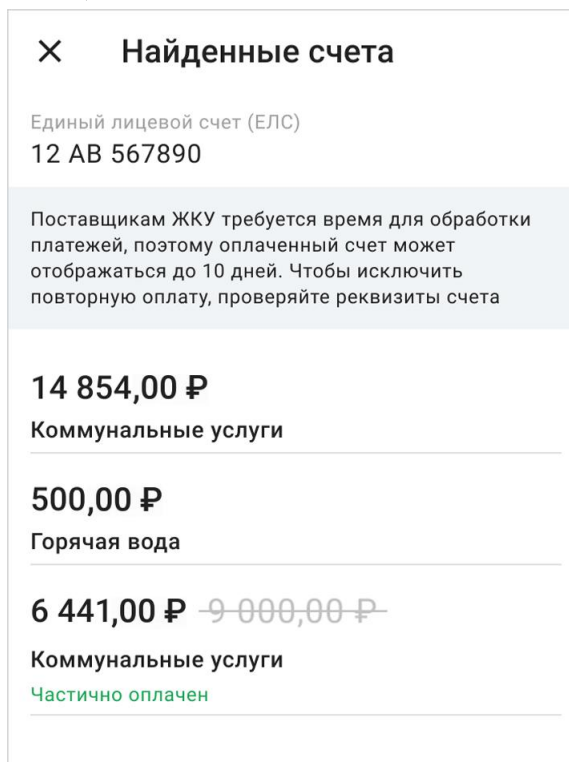 Найденные счета
Единый лицевой счет (ЕЛС)
12 АВ 567890
Поставщикам ЖКУ требуется время для обработки
платежей, поэтому оплаченный счет может
отображаться до 10 дней. Чтобы исключить
повторную оплату, проверяйте реквизиты счета
14 854,00 ₽
Коммунальные услуги
500,00 ₽
Горячая вода
6 441,00 ₽ 9 000,00 ₽
Коммунальные услуги
Частично оплачен